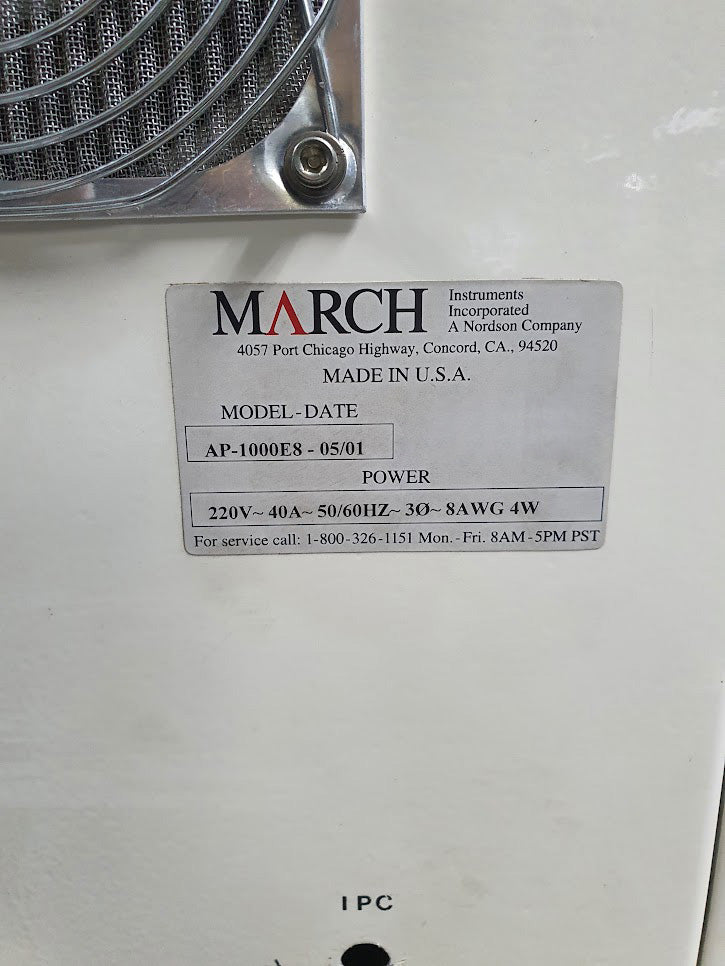 MARCH
Instruments
Incorporated
A Nordson Company
4057 Port Chicago Highway, Concord, CA., 94520
MADE IN U.S.A.
MODEL-DATE
AP-1000E8 - 05/01
POWER
220V~ 40A~ 50/60HZ~ 3Ø~ 8AWG 4W
For service call: 1-800-326-1151 Mon.-Fri. 8AM-5PM PST
IPC